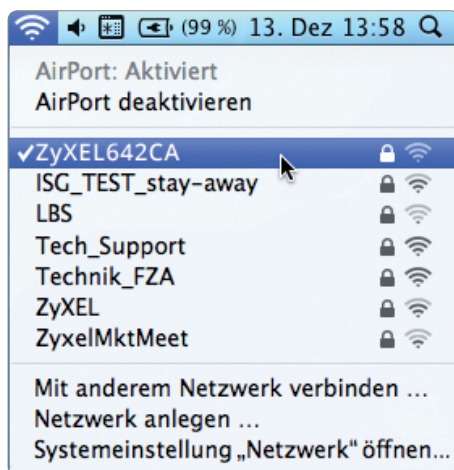 (99 %) 13. Dez 13:58
AirPort: Aktiviert
AirPort deaktivieren
✓ZyXEL642CA
ISG_TEST_stay-away
LBS
Tech_Support
Technik_FZA
ZyXEL
ZyxelMktMeet
Mit anderem Netzwerk verbinden ...
Netzwerk anlegen ...
Systemeinstellung „Netzwerk“ öffnen...